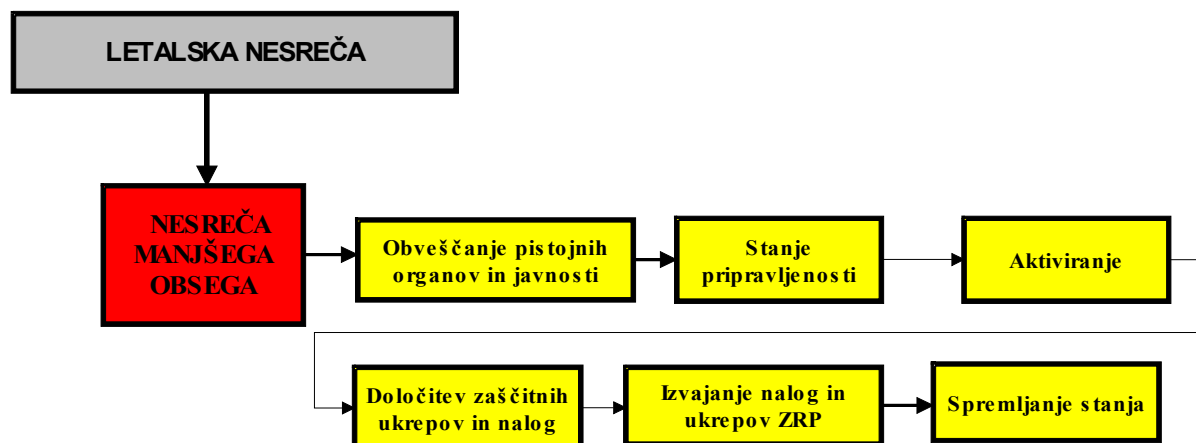 LETALSKA NESREČA
NESREČA
MANJŠEGA
OBSEGA
Obveščanje pistojnih
organov in javnosti
Stanje
pripravljenosti
Aktiviranje
Določitev zaščitnih
ukrepov in nalog
Izvajanje nalog in
ukrepov ZRP
Spremljanje stanja